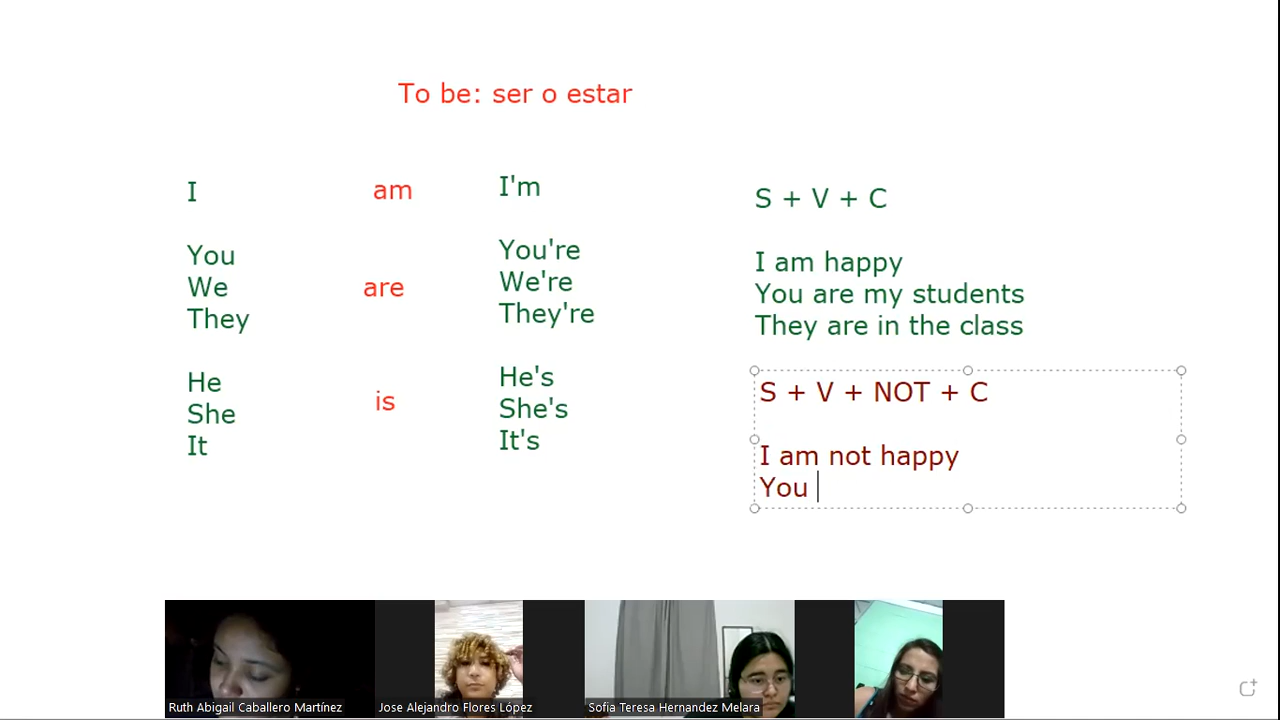 To be: ser o estar
I
You
We
They
He
She
It
am
are
is
I'm
You're
We're
They're
He's
She's
It's
S + V + C
I am happy
You are my students
They are in the class
S + V + NOT + C
I am not happy
You
Ruth Abigail Caballero Martínez
Jose Alejandro Flores López
Sofia Teresa Hernandez Melara